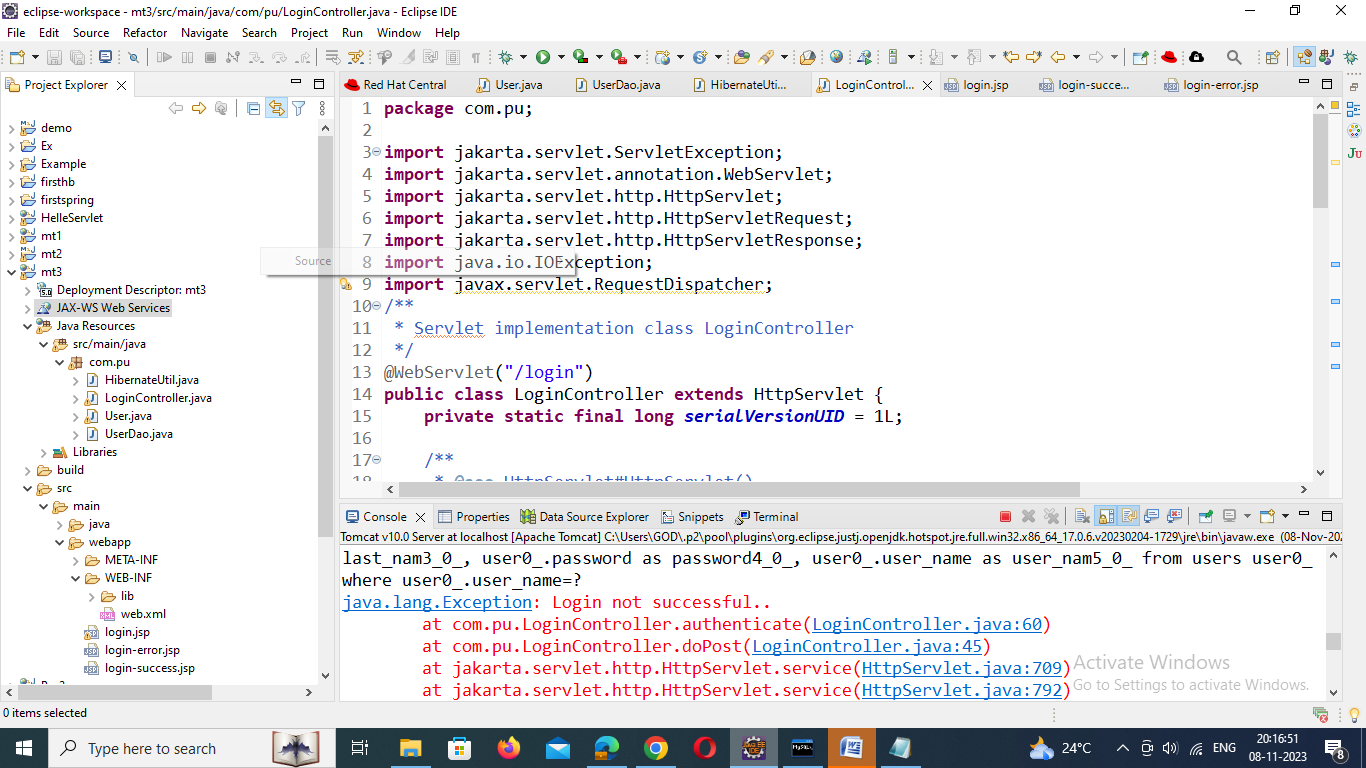 eclipse-workspace - mt3/src/main/java/com/pu/LoginController.java - Eclipse IDE
File Edit Source Refactor Navigate Search Project Run Window Help
Project Explorer
demo
Ex
Example
firsthb
firstspring
HelleServlet
mt1
mt2
mt3
Deployment Descriptor: mt3
JAX-WS Web Services
Java Resources
src/main/java
com.pu
HibernateUtil.java
LoginController.java
User.java
UserDao.java
Libraries
build
src
main
java
webapp
META-INF
WEB-INF
lib
web.xml
login.jsp
login-error.jsp
login-success.jsp
Red Hat Central User.java UserDao.java HibernateUti... LoginControl... login.jsp login-succe... login-error.jsp
1 package com.pu;
2
3 import jakarta.servlet.ServletException;
4 import jakarta.servlet.annotation.WebServlet;
5 import jakarta.servlet.http.HttpServlet;
6 import jakarta.servlet.http.HttpServletRequest;
7 import jakarta.servlet.http.HttpServletResponse;
Source
8 import java.io.IOException;
9 import javax.servlet.RequestDispatcher;
10 /**
11 * Servlet implementation class LoginController
12 */
13 @WebServlet("/login")
14 public class LoginController extends HttpServlet {
15 private static final long serialVersionUID = 1L;
16
17 /**
18 * @see HttpServlet#HttpServlet()
Console Properties Data Source Explorer Snippets Terminal
Tomcat v10.0 Server at localhost [Apache Tomcat] C:\Users\GOD\.p2\pool\plugins\org.eclipse.justj.openjdk.hotspot.jre.full.win32.x86_64_17.0.6.v20230204-1729\jre\bin\javaw.exe (08-Nov-202
last_nam3_0_, user0_.password as password4_0_, user0_.user_name as user_nam5_0_ from users user0_
where user0_.user_name=?
java.lang.Exception: Login not successful..
at com.pu.LoginController.authenticate(LoginController.java:60)
at com.pu.LoginController.doPost(LoginController.java:45)
at jakarta.servlet.http.HttpServlet.service(HttpServlet.java:709)
at jakarta.servlet.http.HttpServlet.service(HttpServlet.java:792)
Activate Windows
Go to Settings to activate Windows.
0 items selected
Type here to search
24°C
ENG
20:16:51
08-11-2023
8